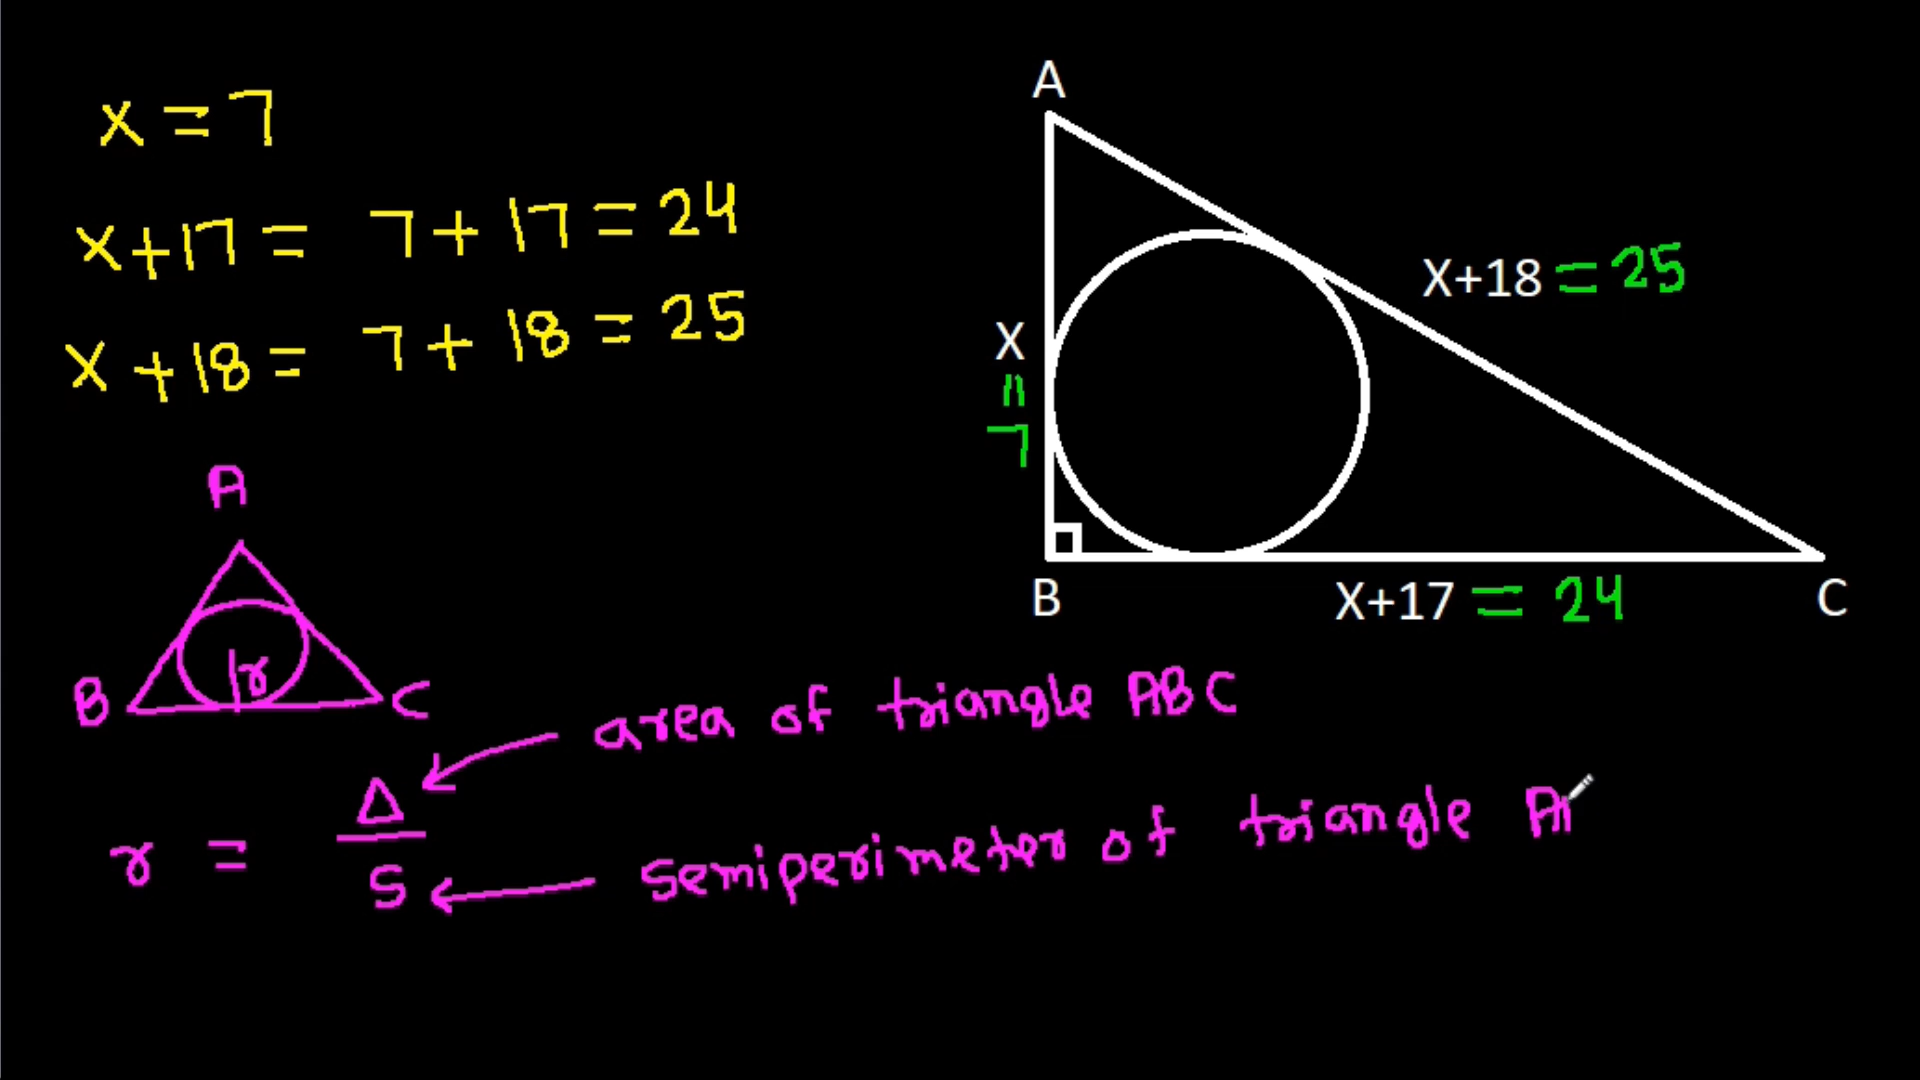 x = 7
x+17 = 7+17 = 24
x+18 = 7+18 = 25
A
X+18 = 25
X
=
7
B
X+17 = 24
C
A
r
B
C
area of triangle ABC
r = Δ
S
semiperimeter of triangle A